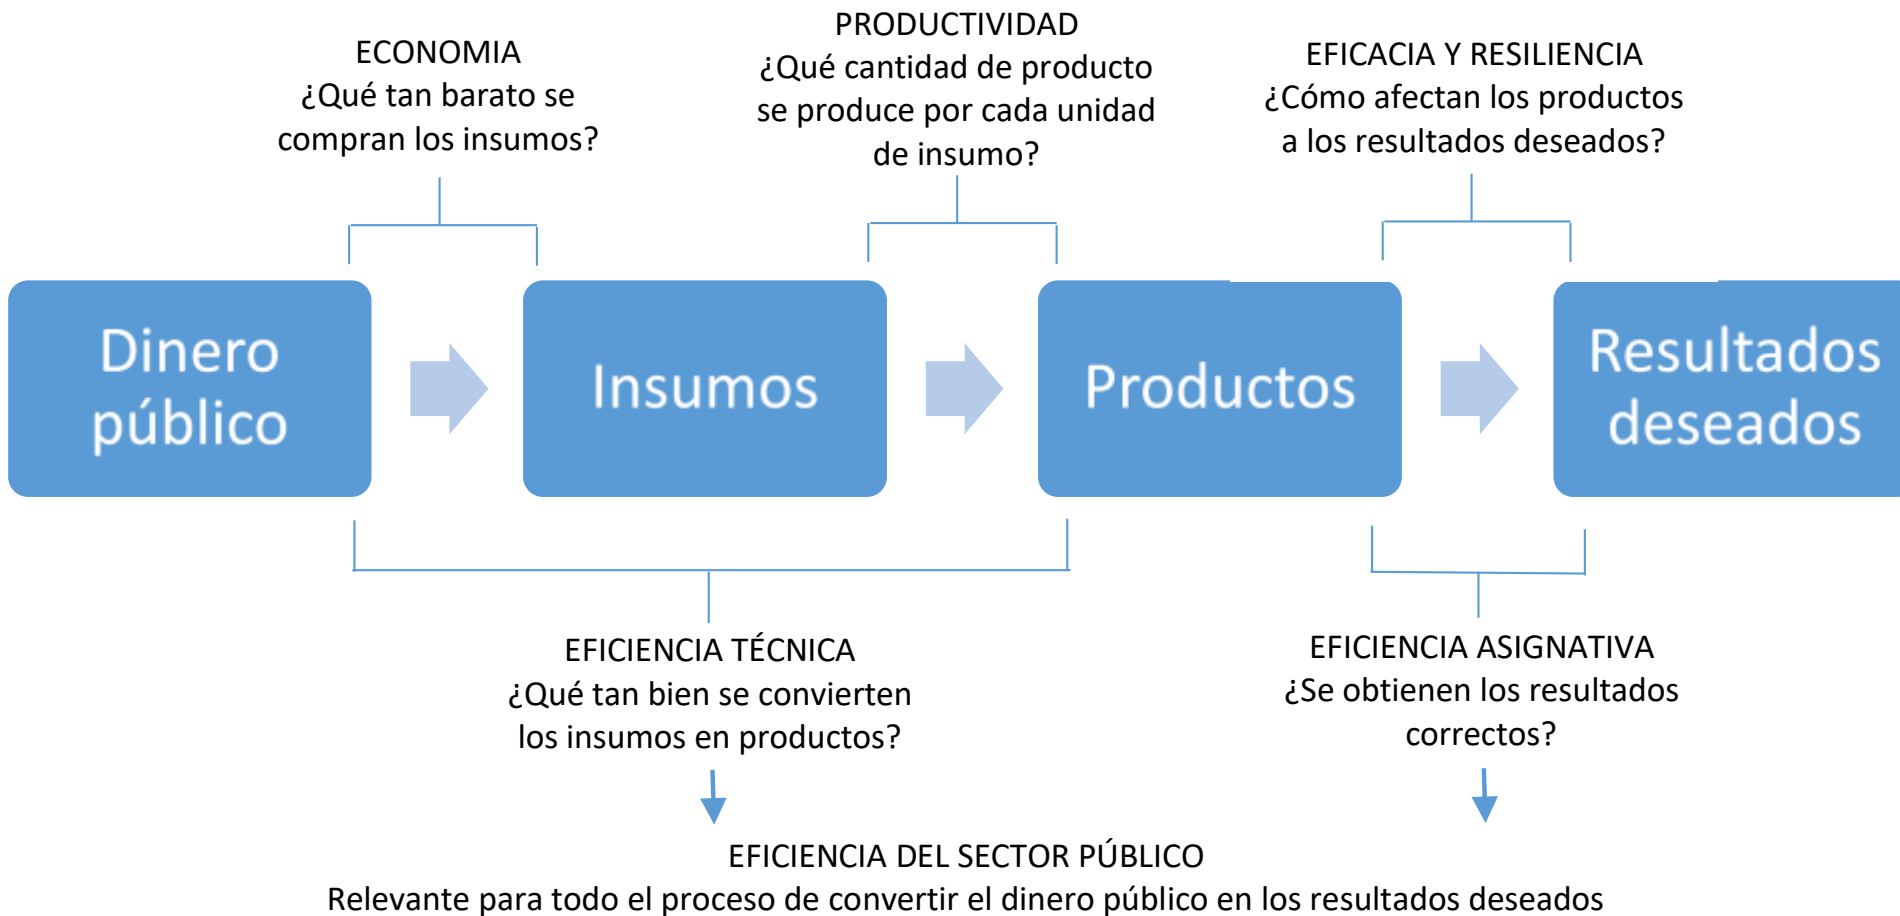 ECONOMIA
¿Qué tan barato se
compran los insumos?
PRODUCTIVIDAD
¿Qué cantidad de producto
se produce por cada unidad
de insumo?
EFICACIA Y RESILIENCIA
¿Cómo afectan los productos
a los resultados deseados?
Dinero
público
Insumos
Productos
Resultados
deseados
EFICIENCIA TÉCNICA
¿Qué tan bien se convierten
los insumos en productos?
EFICIENCIA ASIGNATIVA
¿Se obtienen los resultados
correctos?
EFICIENCIA DEL SECTOR PÚBLICO
Relevante para todo el proceso de convertir el dinero público en los resultados deseados